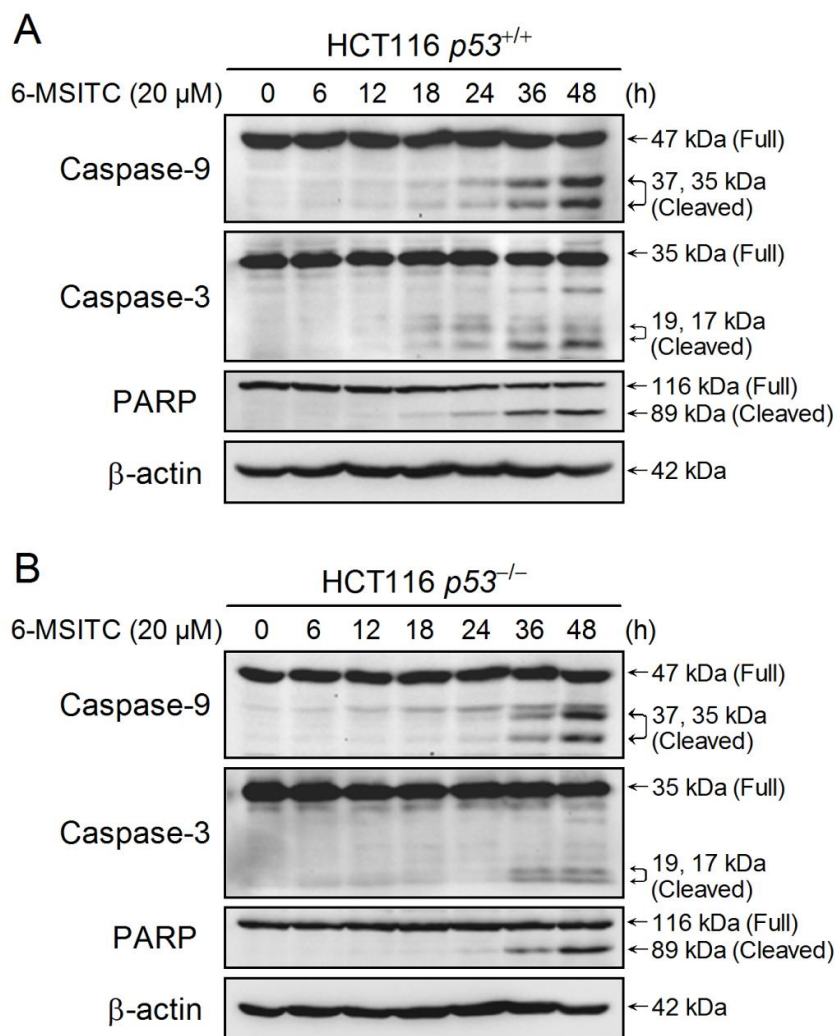 A
HCT116 p53+/+
6-MSITC (20 μM) 0 6 12 18 24 36 48 (h)
Caspase-9
←47 kDa (Full)
37, 35 kDa
(Cleaved)
Caspase-3
←35 kDa (Full)
19, 17 kDa
(Cleaved)
PARP
←116 kDa (Full)
←89 kDa (Cleaved)
β-actin
←42 kDa
B
HCT116 p53−/−
6-MSITC (20 μM) 0 6 12 18 24 36 48 (h)
Caspase-9
←47 kDa (Full)
37, 35 kDa
(Cleaved)
Caspase-3
←35 kDa (Full)
19, 17 kDa
(Cleaved)
PARP
←116 kDa (Full)
←89 kDa (Cleaved)
β-actin
←42 kDa